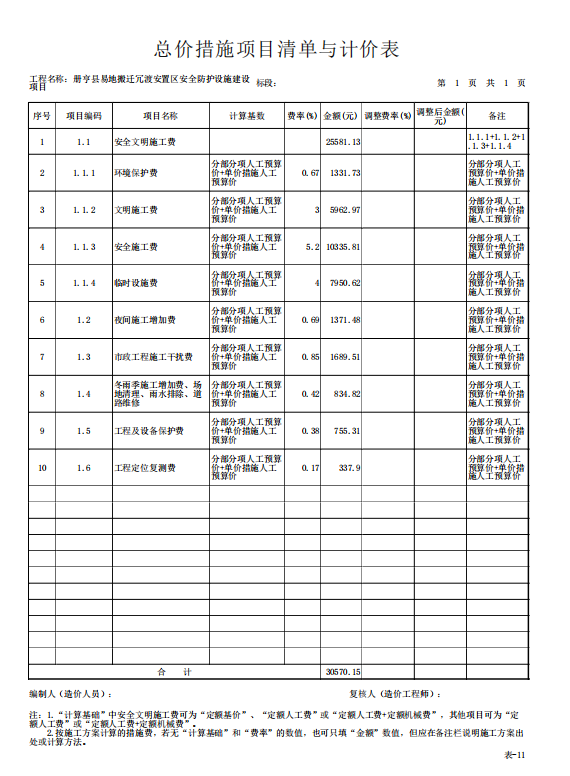 总价措施项目清单与计价表
工程名称：册亨县易地搬迁冗渡安置区安全防护设施建设
项目
标段：
第 1 页 共 1 页
序号 项目编码 项目名称 计算基数 费率(%) 金额(元) 调整费率(%) 调整后金额(
元) 备注
1 1.1 安全文明施工费 25581.13 1.1.1+1.1.2+1
.1.3+1.1.4
2 1.1.1 环境保护费 分部分项人工预算
价+单价措施人工
预算价 0.67 1331.73 分部分项人工
预算价+单价措
施人工预算价
3 1.1.2 文明施工费 分部分项人工预算
价+单价措施人工
预算价 3 5962.97 分部分项人工
预算价+单价措
施人工预算价
4 1.1.3 安全施工费 分部分项人工预算
价+单价措施人工
预算价 5.2 10335.81 分部分项人工
预算价+单价措
施人工预算价
5 1.1.4 临时设施费 分部分项人工预算
价+单价措施人工
预算价 4 7950.62 分部分项人工
预算价+单价措
施人工预算价
6 1.2 夜间施工增加费 分部分项人工预算
价+单价措施人工
预算价 0.69 1371.48 分部分项人工
预算价+单价措
施人工预算价
7 1.3 市政工程施工干扰费 分部分项人工预算
价+单价措施人工
预算价 0.85 1689.51 分部分项人工
预算价+单价措
施人工预算价
8 1.4 冬雨季施工增加费、场
地清理、雨水排除、道
路维修 分部分项人工预算
价+单价措施人工
预算价 0.42 834.82 分部分项人工
预算价+单价措
施人工预算价
9 1.5 工程及设备保护费 分部分项人工预算
价+单价措施人工
预算价 0.38 755.31 分部分项人工
预算价+单价措
施人工预算价
10 1.6 工程定位复测费 分部分项人工预算
价+单价措施人工
预算价 0.17 337.9 分部分项人工
预算价+单价措
施人工预算价
合 计 30570.15
编制人（造价人员）：
复核人（造价工程师）：
注：1.“计算基础”中安全文明施工费可为“定额基价”、“定额人工费”或“定额人工费+定额机械费”，其他项目可为“定
额人工费”或“定额人工费+定额机械费”。
2.按施工方案计算的措施费，若无“计算基础”和“费率”的数值，也可只填“金额”数值，但应在备注栏说明施工方案出
处或计算方法。
表-11